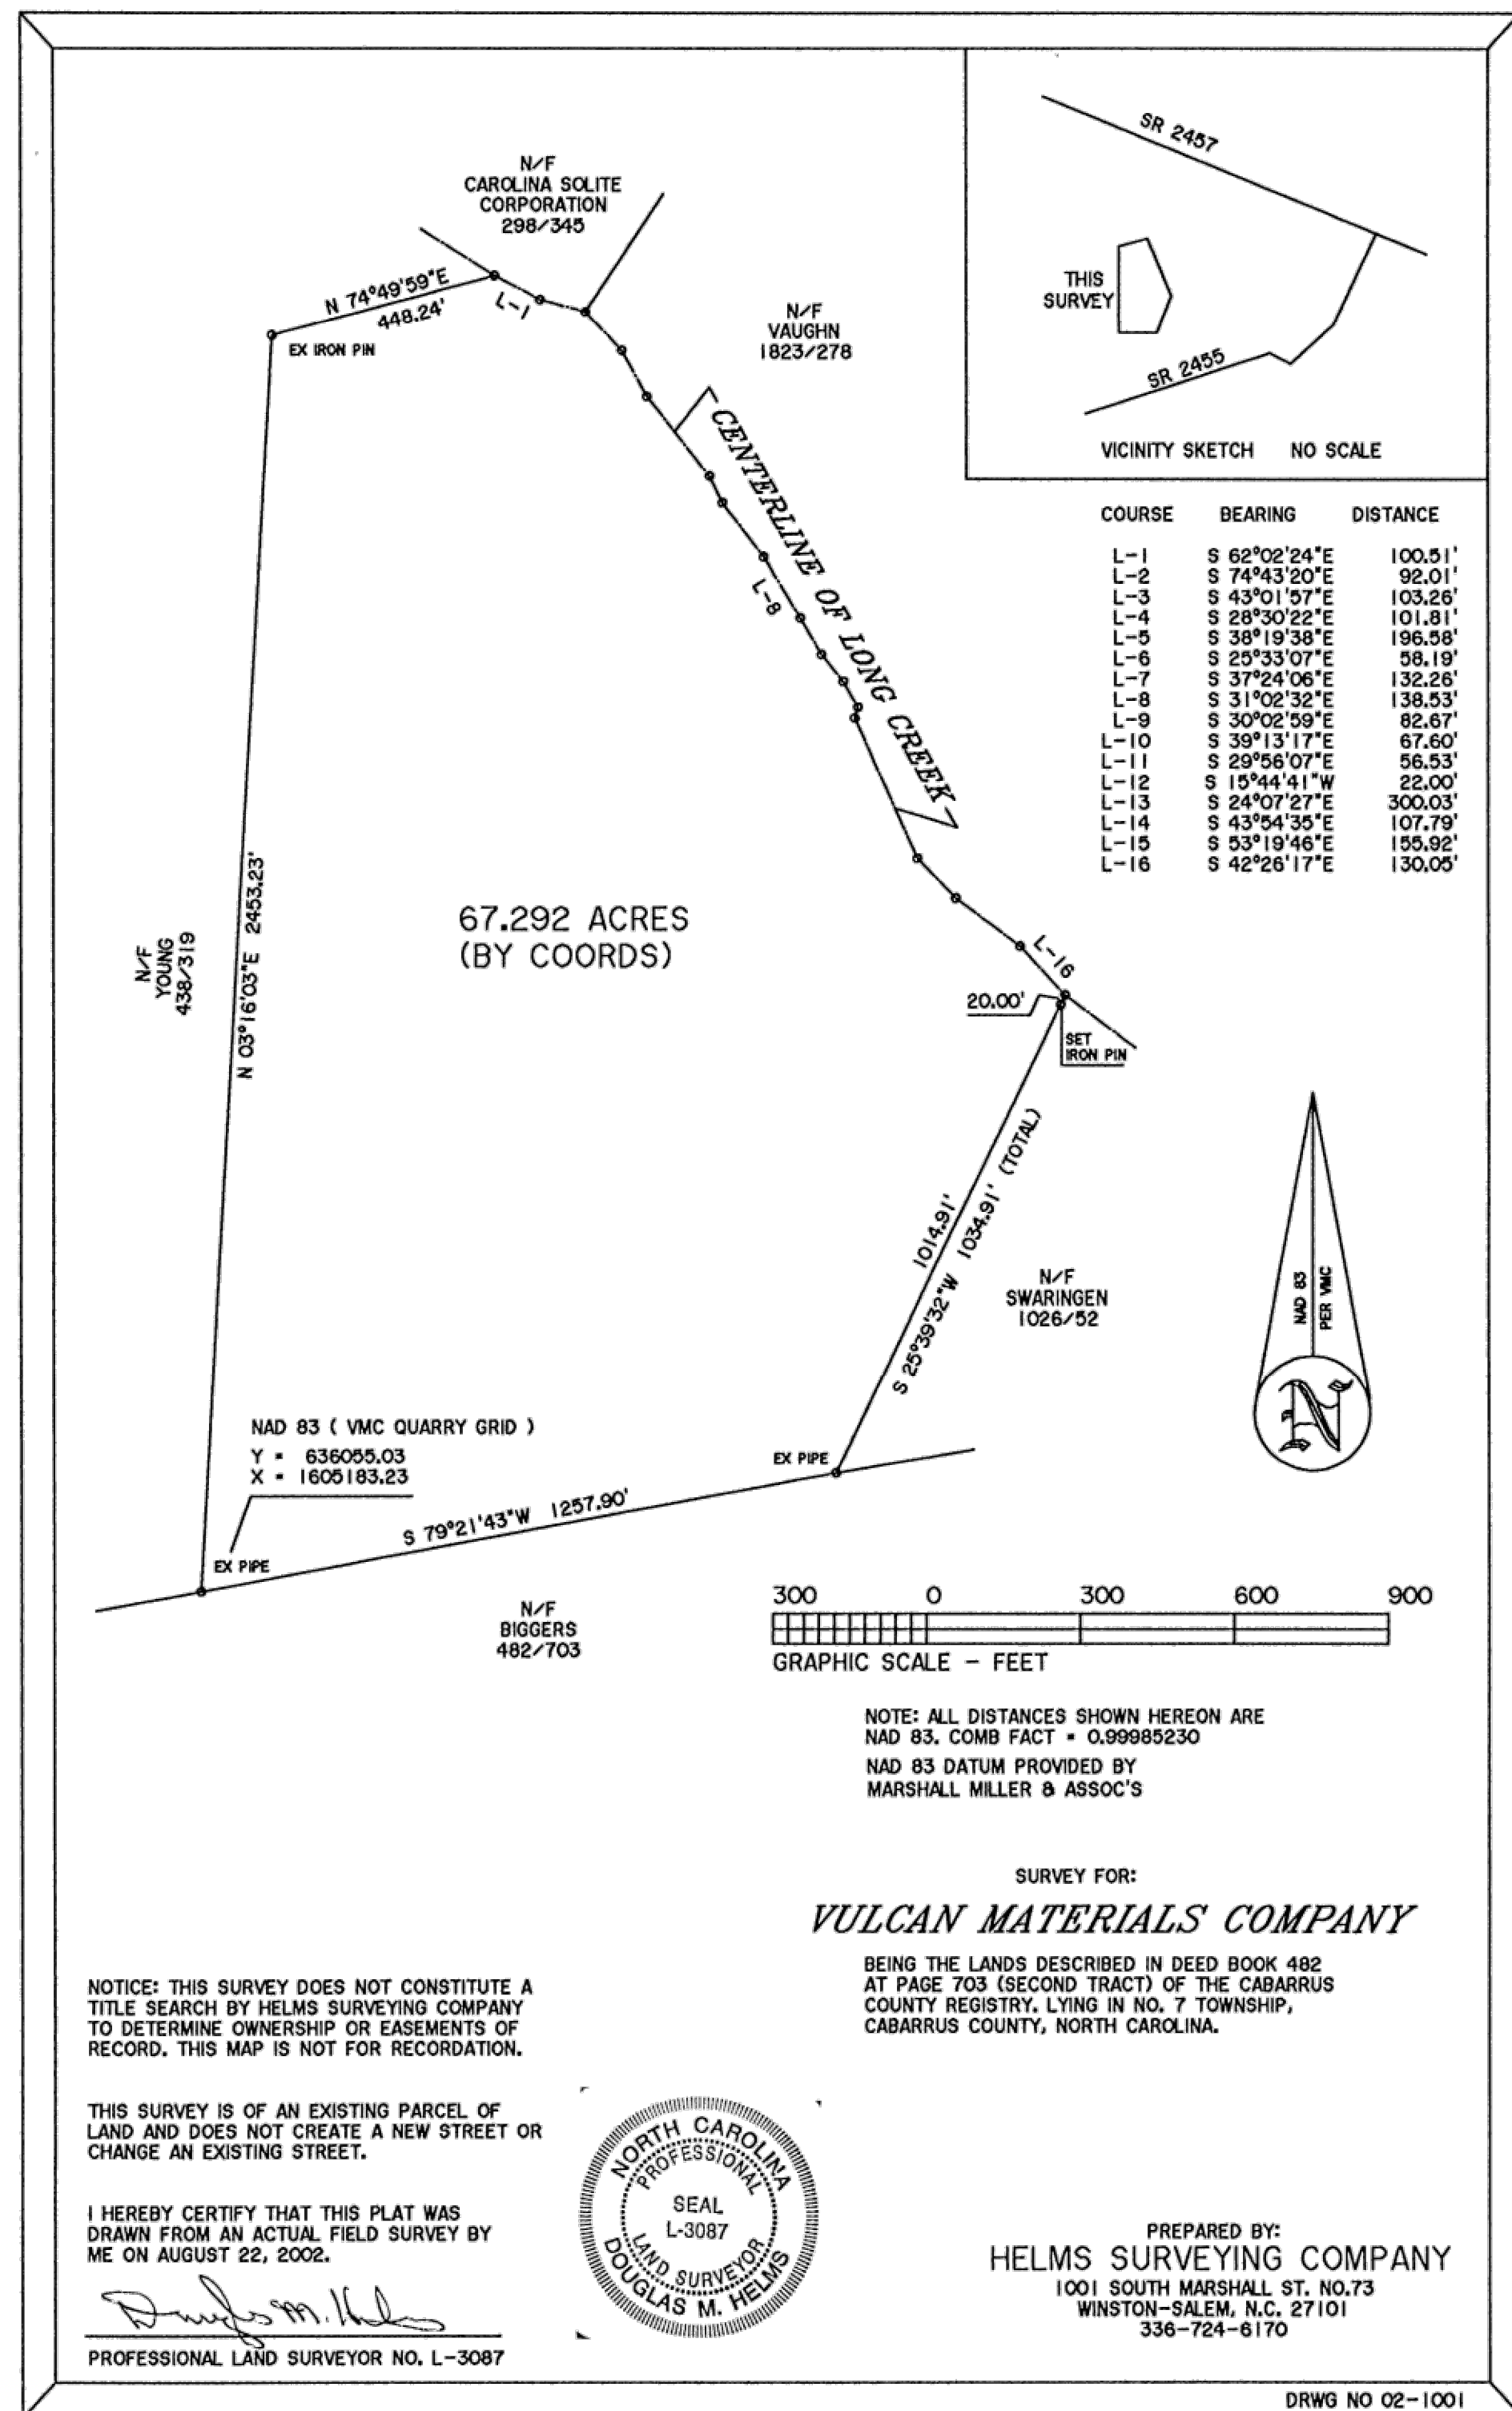 N/F
CAROLINA SOLITE
CORPORATION
298/345
SR 2457
THIS
SURVEY
SR 2455
VICINITY SKETCH NO SCALE
N 74°49'59"E
448.24'
L-1
EX IRON PIN
N/F
VAUGHN
1823/278
CENTERLINE OF LONG CREEK
L-8
COURSE BEARING DISTANCE
L-1 S 62°02'24"E 100.51'
L-2 S 74°43'20"E 92.01'
L-3 S 43°01'57"E 103.26'
L-4 S 28°30'22"E 101.81'
L-5 S 38°19'38"E 196.58'
L-6 S 25°33'07"E 58.19'
L-7 S 37°24'06"E 132.26'
L-8 S 31°02'32"E 138.53'
L-9 S 30°02'59"E 82.67'
L-10 S 39°13'17"E 67.60'
L-11 S 29°56'07"E 56.53'
L-12 S 15°44'41"W 22.00'
L-13 S 24°07'27"E 300.03'
L-14 S 43°54'35"E 107.79'
L-15 S 53°19'46"E 155.92'
L-16 S 42°26'17"E 130.05'
N/F
YOUNG
438/319
N 03°16'03"E 2453.23'
67.292 ACRES
(BY COORDS)
L-16
20.00'
SET
IRON PIN
1014.91'
S 25°39'32"W 1034.91' (TOTAL)
N/F
SWARINGEN
1026/52
NAD 83
PER VMC
N
NAD 83 ( VMC QUARRY GRID )
Y = 636055.03
X = 1605183.23
EX PIPE
S 79°21'43"W 1257.90'
EX PIPE
N/F
BIGGERS
482/703
300 0 300 600 900
GRAPHIC SCALE - FEET
NOTE: ALL DISTANCES SHOWN HEREON ARE
NAD 83. COMB FACT = 0.99985230
NAD 83 DATUM PROVIDED BY
MARSHALL MILLER & ASSOC'S
SURVEY FOR:
VULCAN MATERIALS COMPANY
BEING THE LANDS DESCRIBED IN DEED BOOK 482
AT PAGE 703 (SECOND TRACT) OF THE CABARRUS
COUNTY REGISTRY. LYING IN NO. 7 TOWNSHIP,
CABARRUS COUNTY, NORTH CAROLINA.
NOTICE: THIS SURVEY DOES NOT CONSTITUTE A
TITLE SEARCH BY HELMS SURVEYING COMPANY
TO DETERMINE OWNERSHIP OR EASEMENTS OF
RECORD. THIS MAP IS NOT FOR RECORDATION.
THIS SURVEY IS OF AN EXISTING PARCEL OF
LAND AND DOES NOT CREATE A NEW STREET OR
CHANGE AN EXISTING STREET.
I HEREBY CERTIFY THAT THIS PLAT WAS
DRAWN FROM AN ACTUAL FIELD SURVEY BY
ME ON AUGUST 22, 2002.
Douglas M. Helms
PROFESSIONAL LAND SURVEYOR NO. L-3087
NORTH CAROLINA
PROFESSIONAL
SEAL
L-3087
LAND SURVEYOR
DOUGLAS M. HELMS
PREPARED BY:
HELMS SURVEYING COMPANY
1001 SOUTH MARSHALL ST. NO.73
WINSTON-SALEM, N.C. 27101
336-724-6170
DRWG NO 02-1001